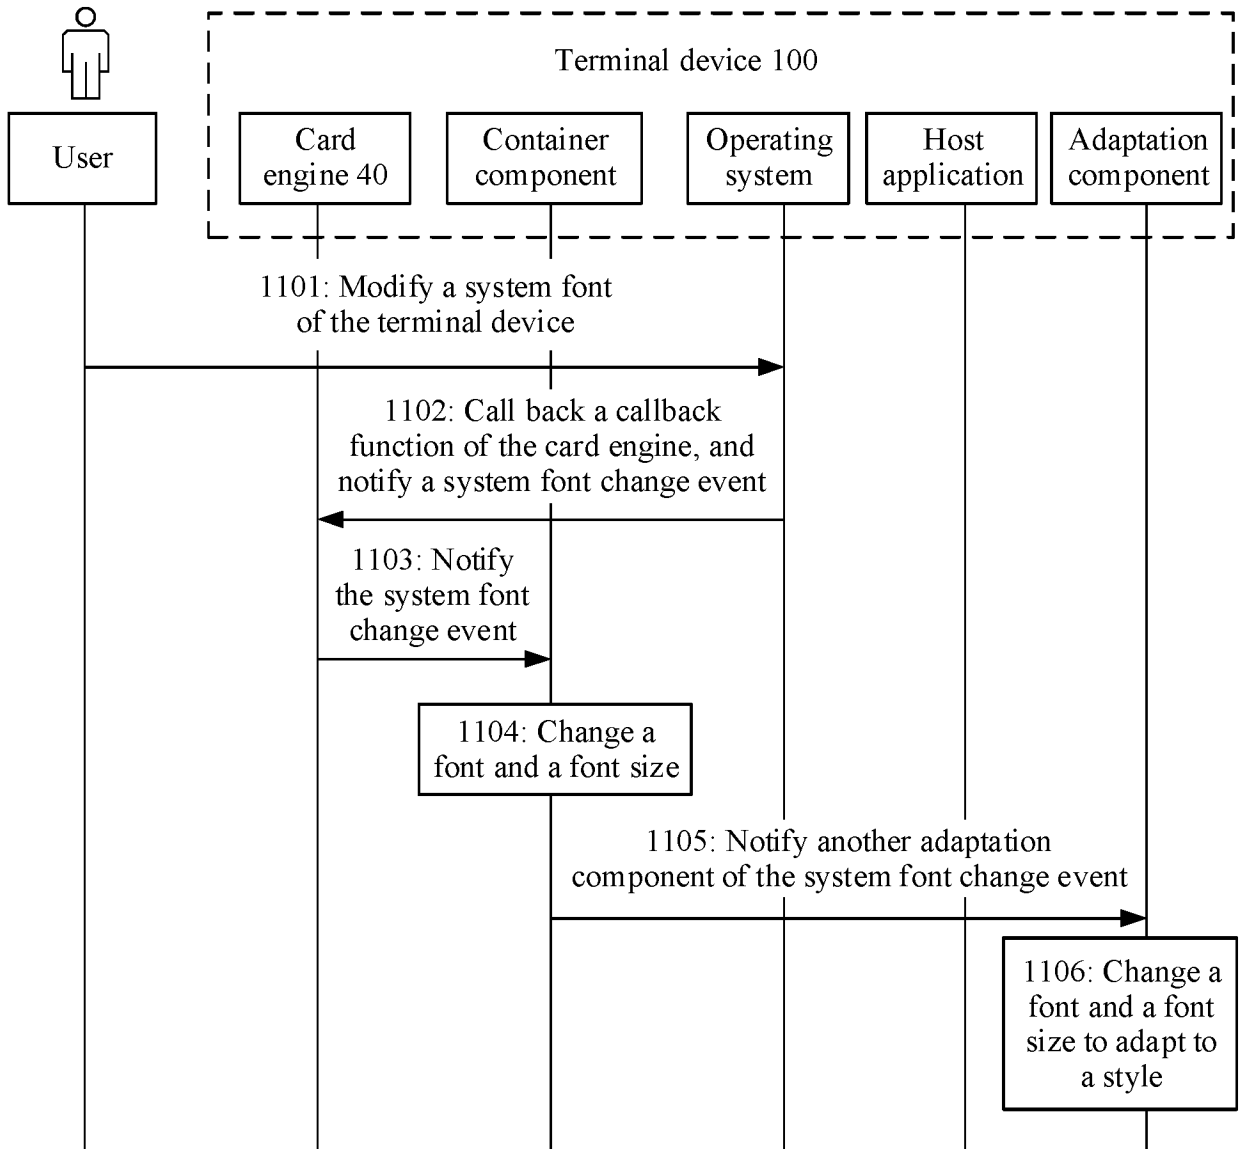 Terminal device 100
User
Card
engine 40
Container
component
Operating
system
Host
application
Adaptation
component
1101: Modify a system font
of the terminal device
1102: Call back a callback
function of the card engine, and
notify a system font change event
1103: Notify
the system font
change event
1104: Change a
font and a font size
1105: Notify another adaptation
component of the system font change event
1106: Change a
font and a font
size to adapt to
a style